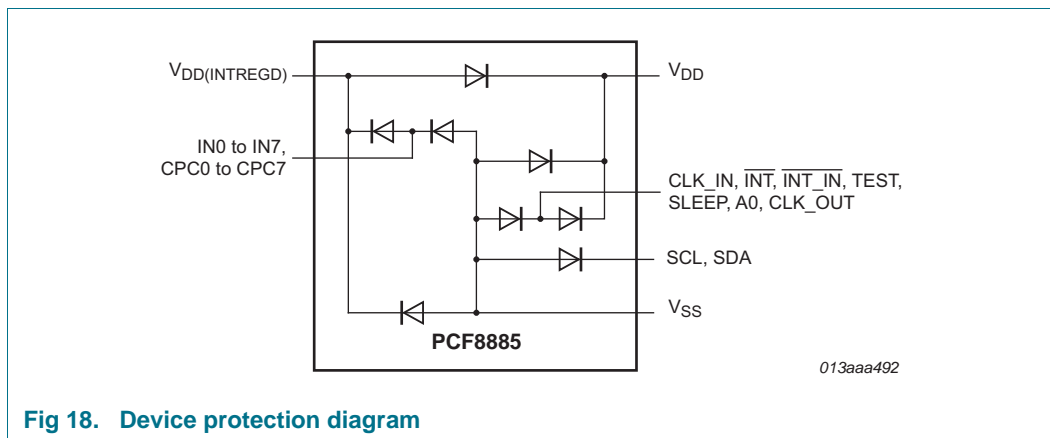 VDD(INTREGD)
VDD
IN0 to IN7,
CPC0 to CPC7
CLK_IN, INT, INT_IN, TEST,
SLEEP, A0, CLK_OUT
SCL, SDA
VSS
PCF8885
013aaa492
Fig 18. Device protection diagram